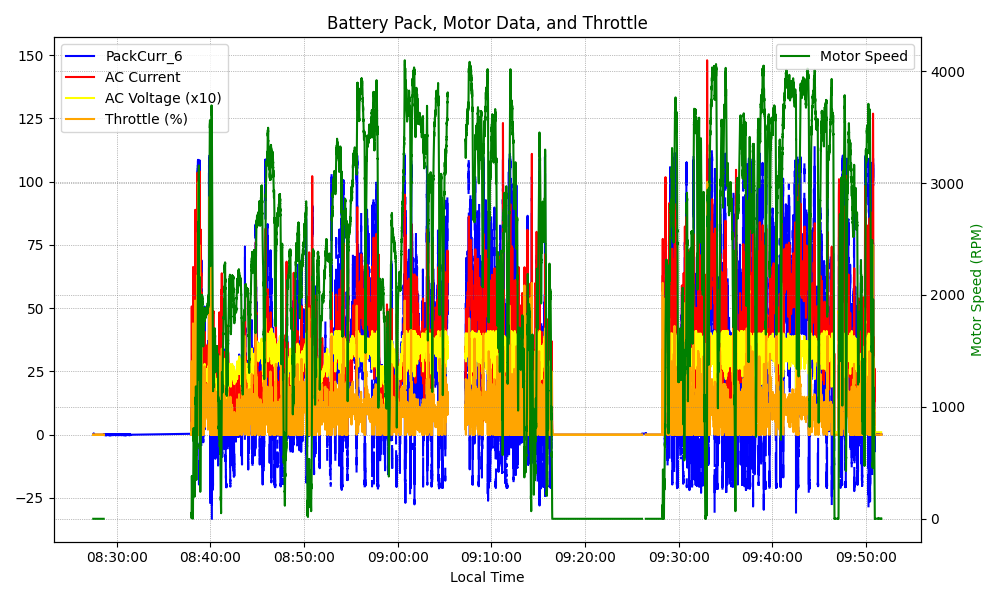 Battery Pack, Motor Data, and Throttle
PackCurr_6
AC Current
AC Voltage (x10)
Throttle (%)
Motor Speed
150
125
100
75
50
25
0
−25
4000
3000
2000
1000
0
Motor Speed (RPM)
08:30:00 08:40:00 08:50:00 09:00:00 09:10:00 09:20:00 09:30:00 09:40:00 09:50:00
Local Time